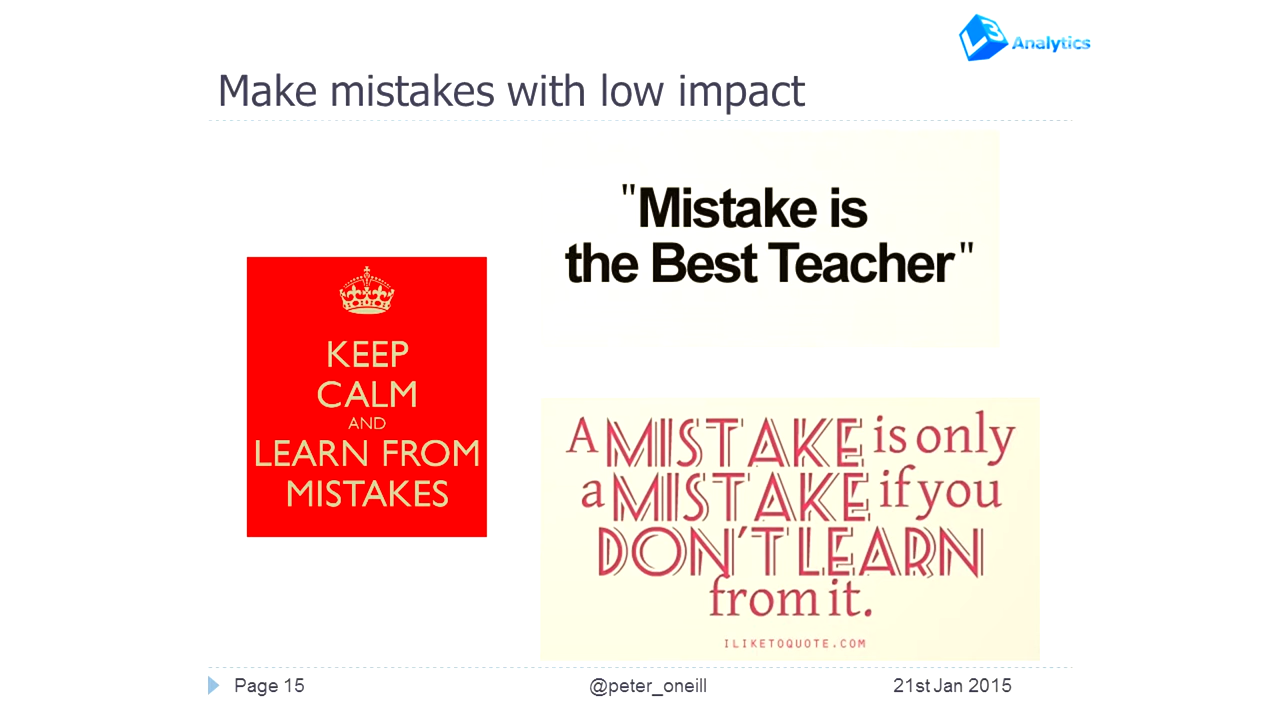 L3 Analytics
Make mistakes with low impact
"Mistake is
the Best Teacher"
KEEP
CALM
AND
LEARN FROM
MISTAKES
A MISTAKE is only
a MISTAKE if you
DON'T LEARN
from it.
ILIKETOQUOTE.COM
Page 15
@peter_oneill
21st Jan 2015